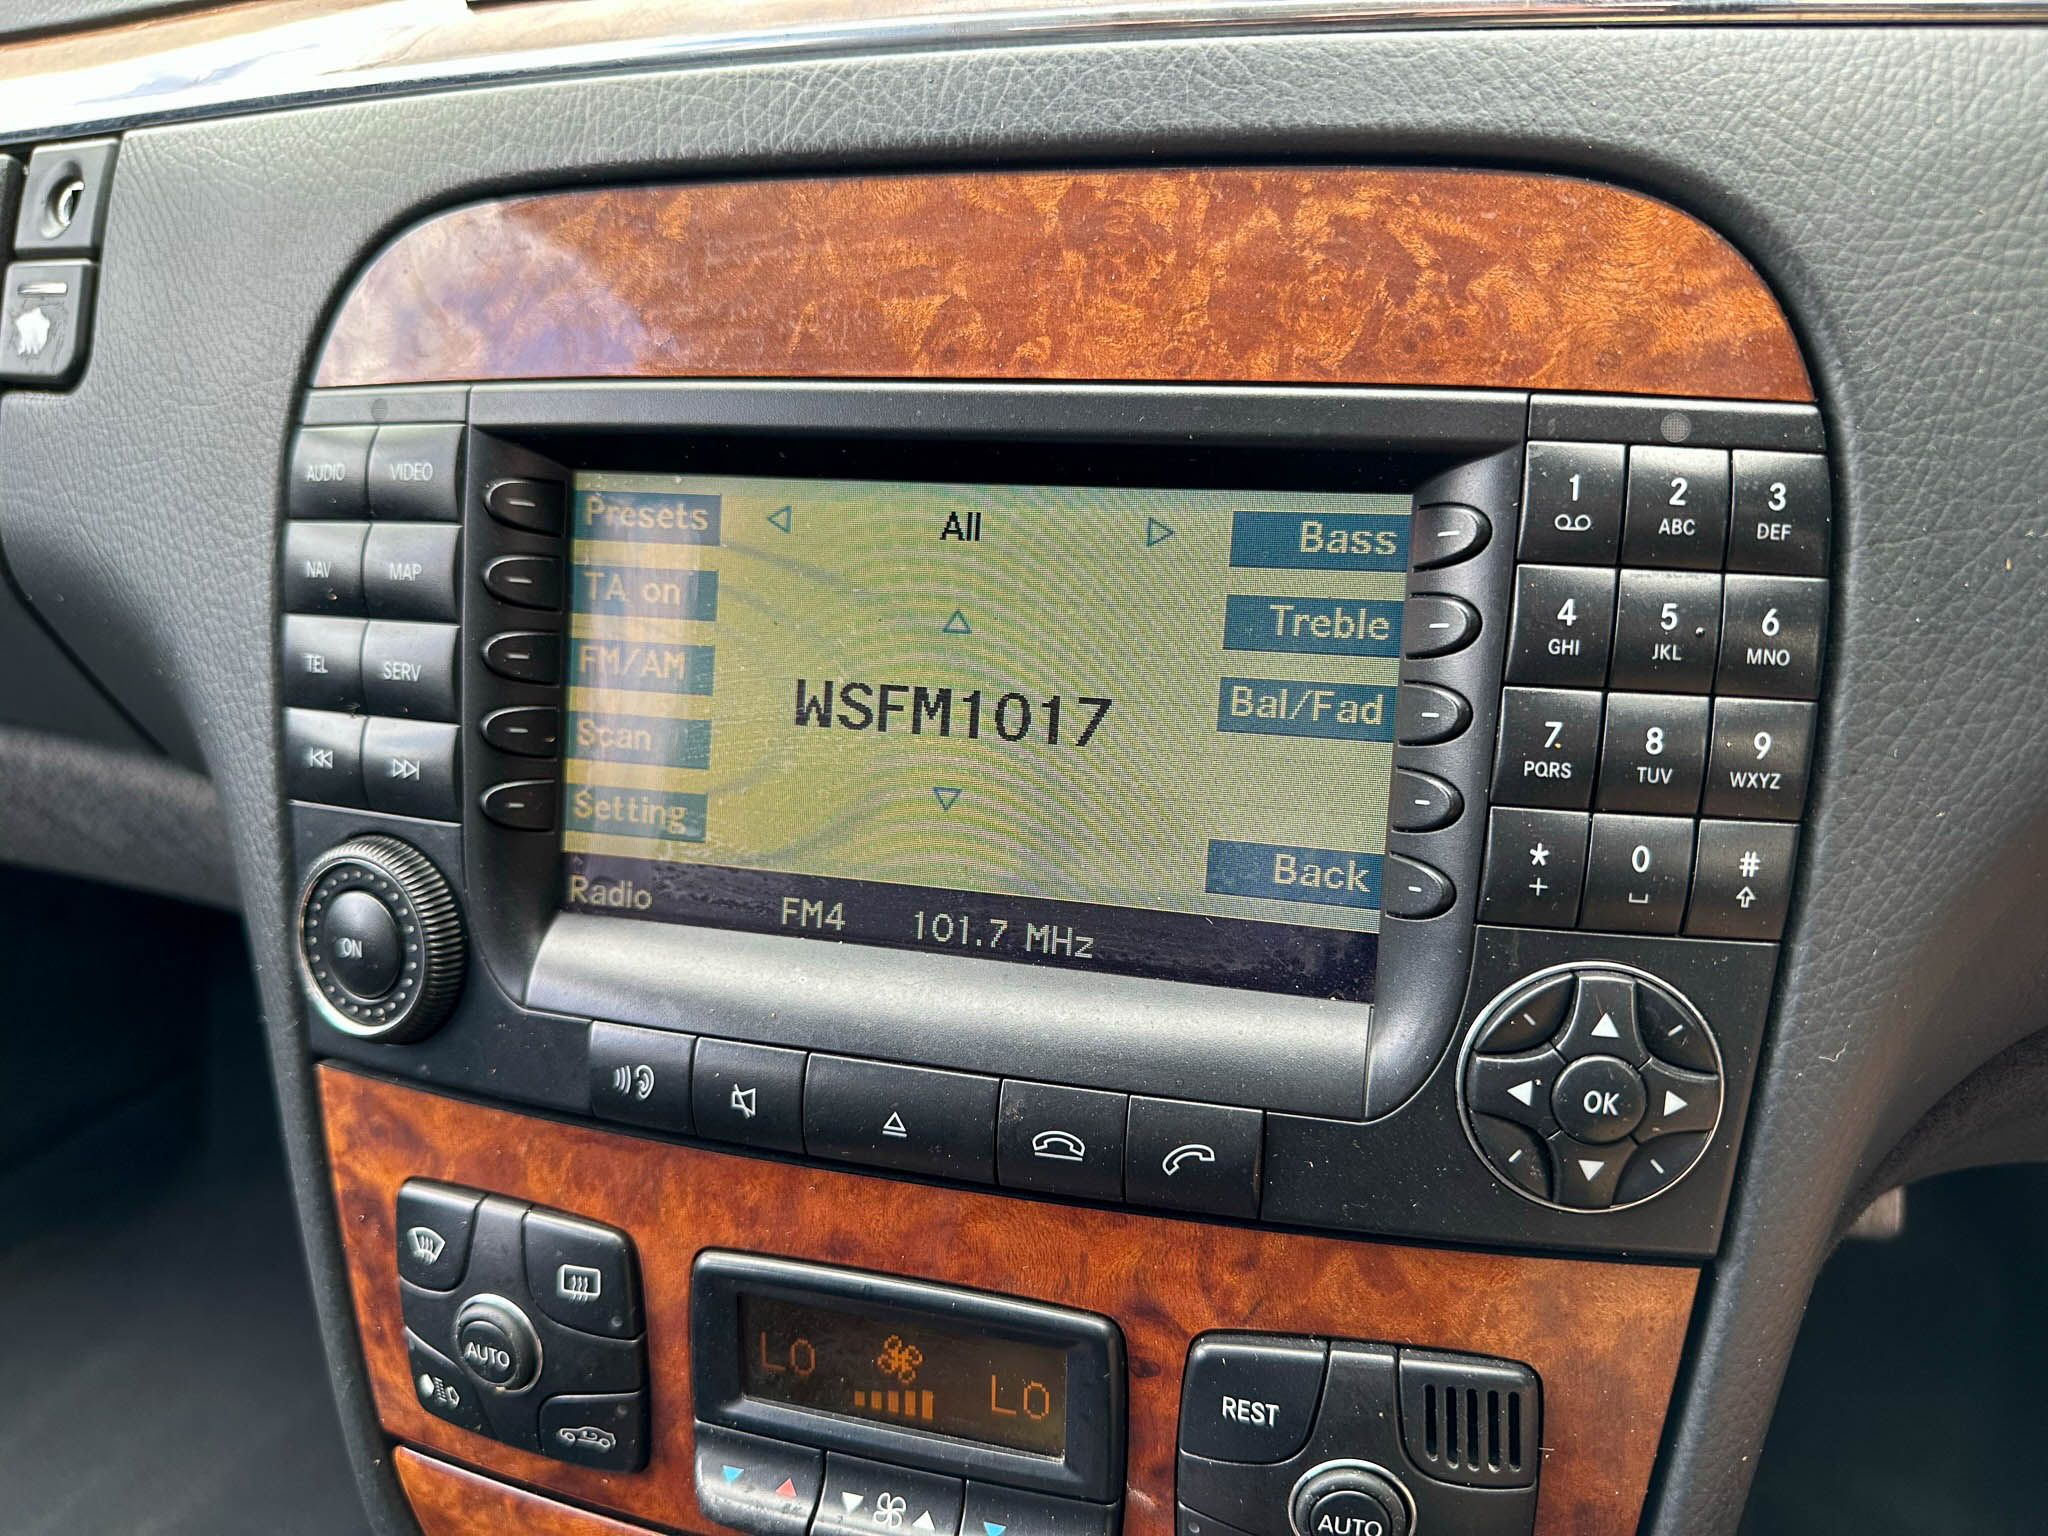 AUDIO VIDEO
NAV MAP
TEL SERV
ON
Presets All Bass
TA on Treble
FM/AM Bal/Fad
WSFM1017
Scan
Setting
Back
Radio FM4 101.7 MHz
1 2 3
ABC DEF
4 5 6
GHI JKL MNO
7 8 9
PQRS TUV WXYZ
* 0 #
+
OK
AUTO
LO LO
REST
AUTO